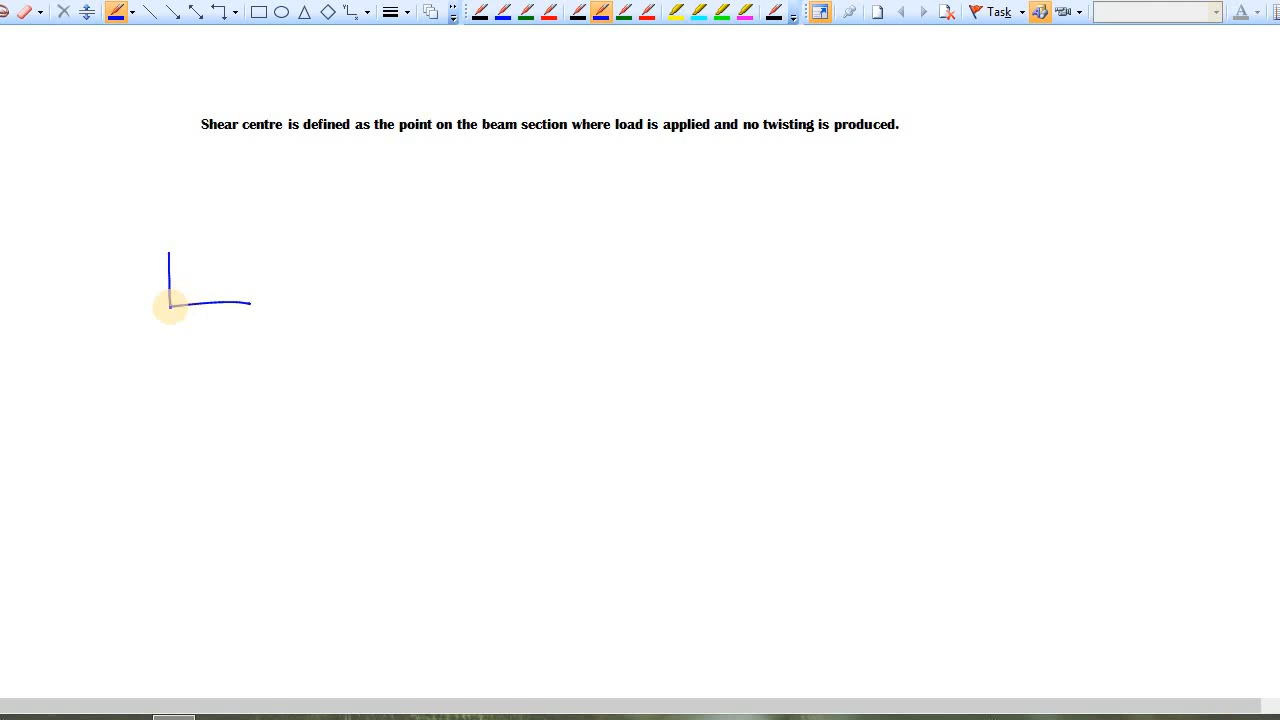 Task
A
Shear centre is defined as the point on the beam section where load is applied and no twisting is produced.